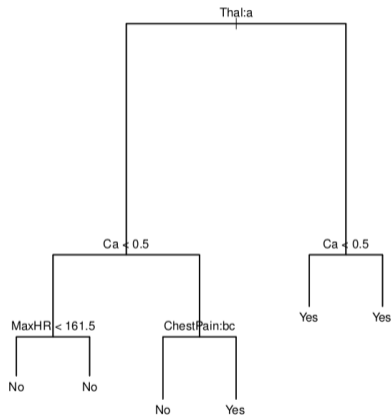 Thal:a
Ca < 0.5
Ca < 0.5
MaxHR < 161.5
ChestPain:bc
Yes
Yes
No
No
No
Yes